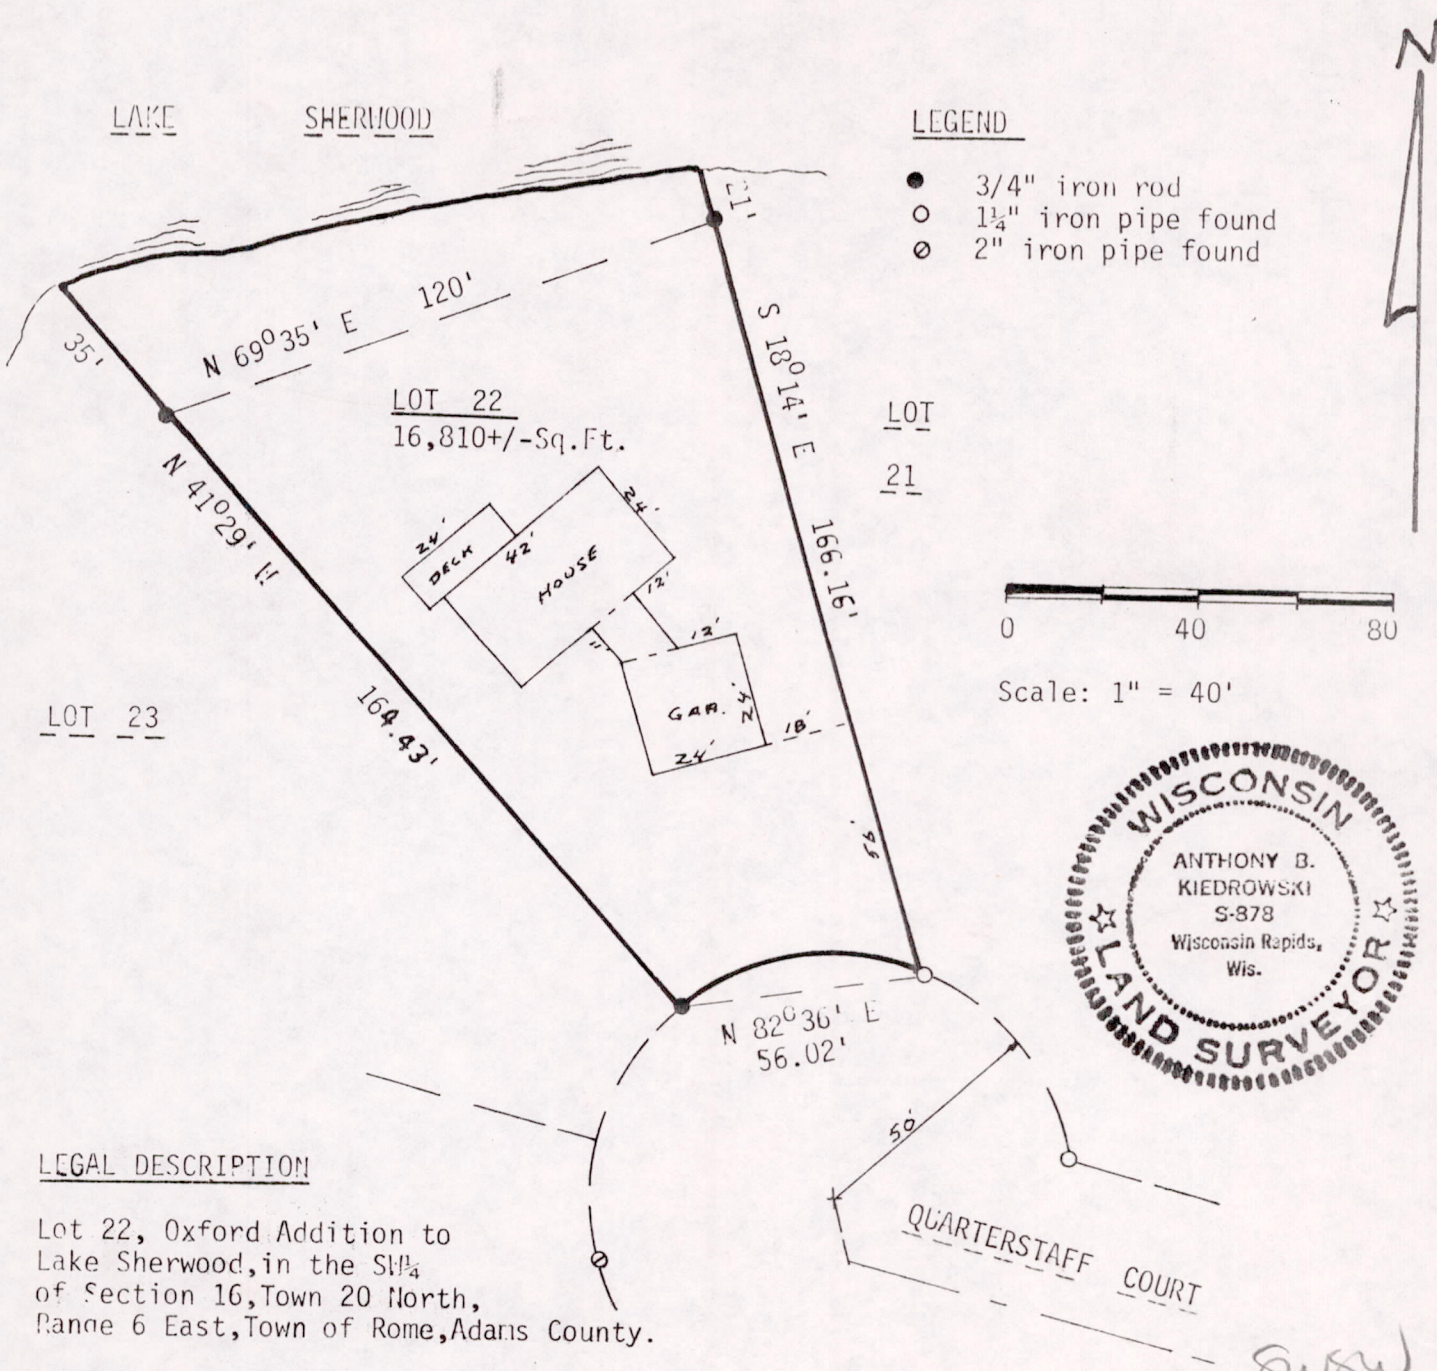 N
LAKE SHERWOOD
LEGEND
3/4" iron rod
1¼" iron pipe found
2" iron pipe found
21'
35'
N 69°35' E 120'
S 18°14' E 166.16'
LOT 22
16,810+/-Sq.Ft.
LOT
21
N 41°29' W
164.43'
24'
DECK
42'
HOUSE
24'
12'
11'
12'
GAR.
24'
24'
18'
55'
LOT 23
0 40 80
Scale: 1" = 40'
WISCONSIN
ANTHONY B.
KIEDROWSKI
S-878
Wisconsin Rapids,
Wis.
LAND SURVEYOR
N 82°36' E
56.02'
50'
QUARTERSTAFF COURT
LEGAL DESCRIPTION
Lot 22, Oxford Addition to
Lake Sherwood,in the SW¼
of Section 16,Town 20 North,
Range 6 East,Town of Rome,Adams County.